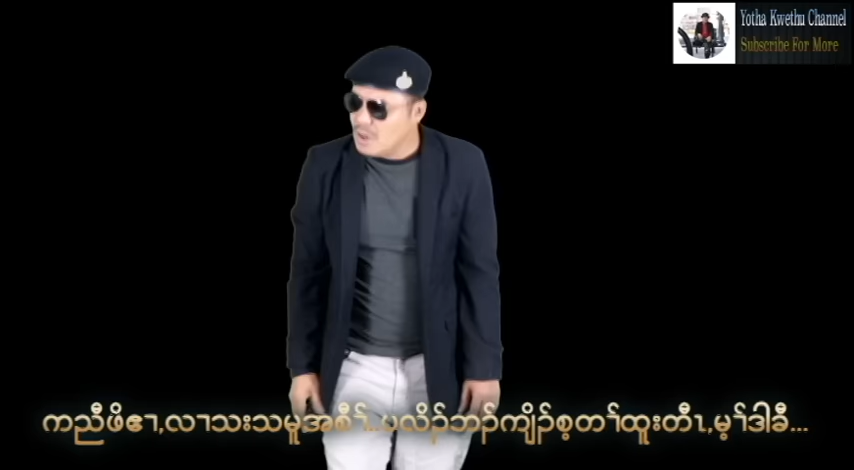 Yotha Kwethu Channel
Subscribe For More
ကညီဖိဧၢ,လၢသးသမူအစီၢ်...ပလိၣ်ဘၣ်ကျိၣ်စ့တၢ်ထူးတီၤ,မ့ၢ်ဒါခီ...